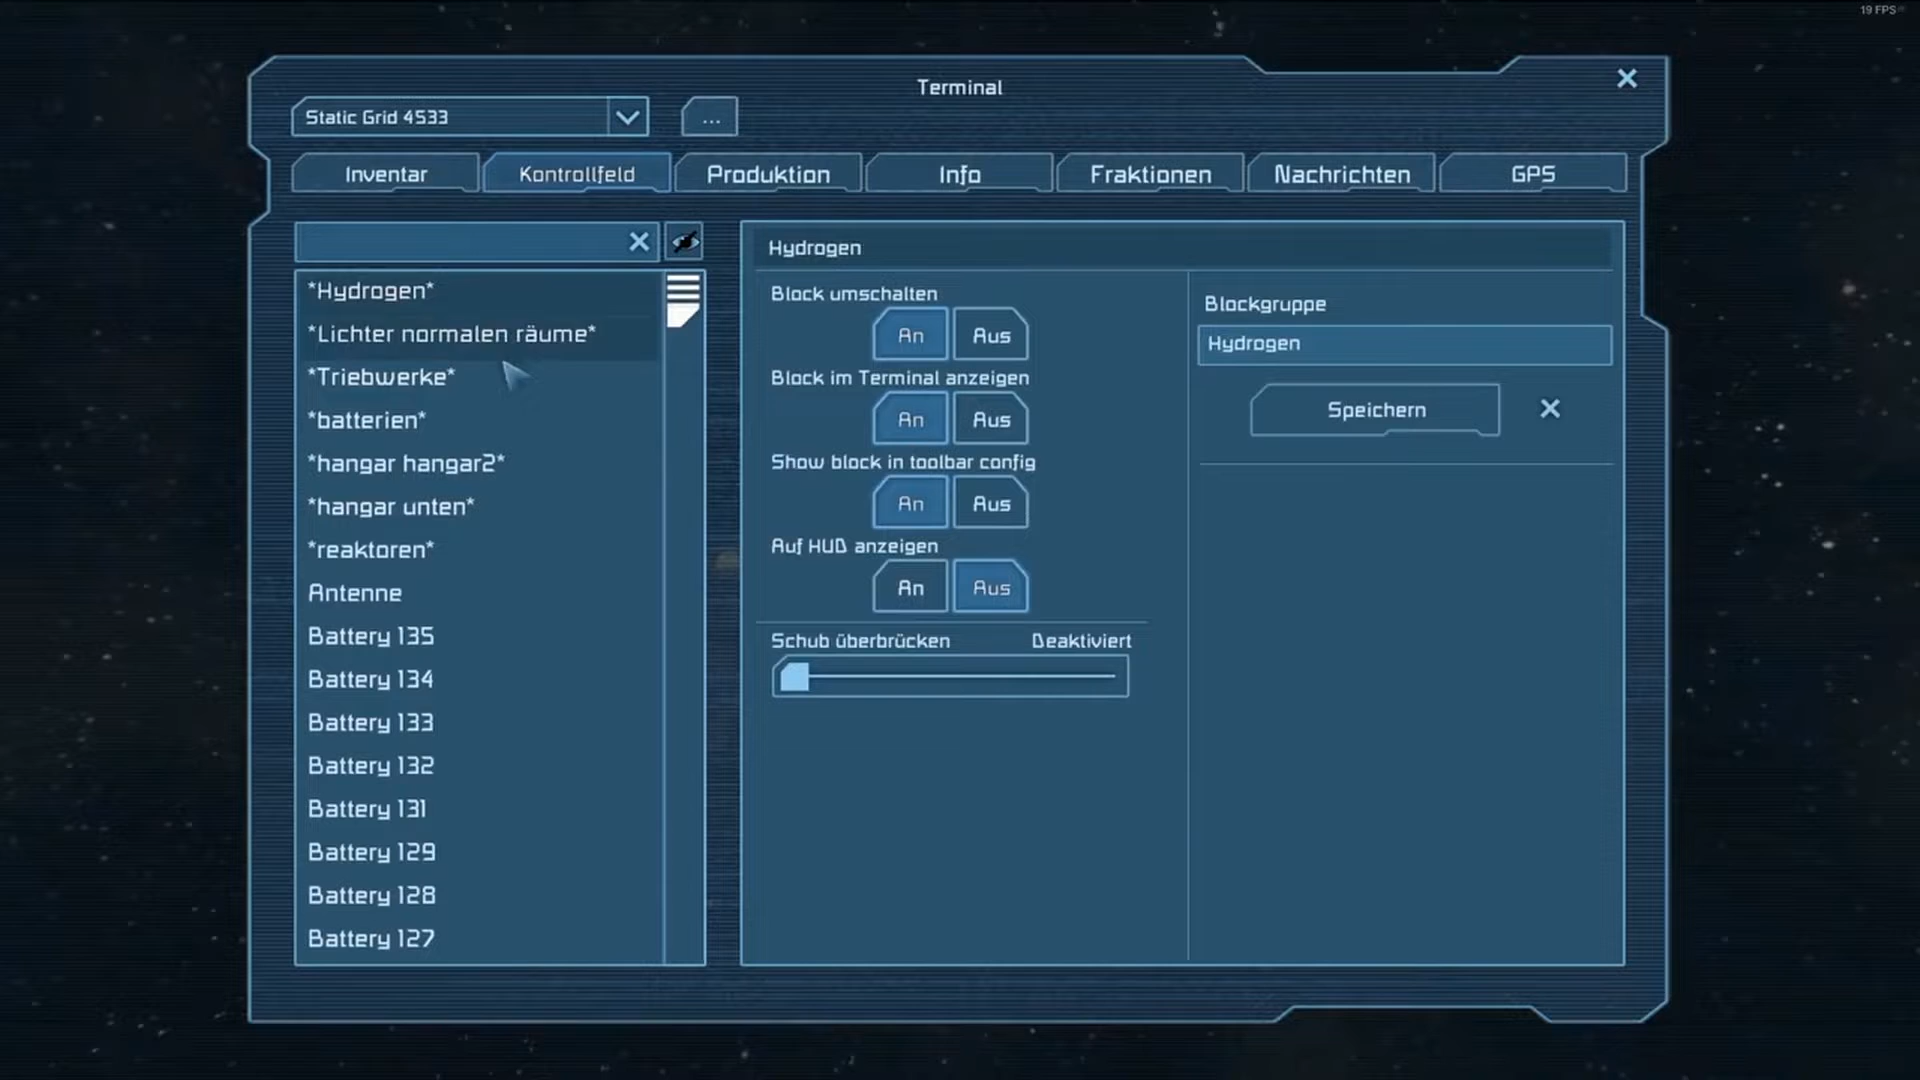 19 FPS
Terminal
Static Grid 4533
...
Inventar
Kontrollfeld
Produktion
Info
Fraktionen
Nachrichten
GPS
*Hydrogen*
*Lichter normalen räume*
*Triebwerke*
*batterien*
*hangar hangar2*
*hangar unten*
*reaktoren*
Antenne
Battery 135
Battery 134
Battery 133
Battery 132
Battery 131
Battery 129
Battery 128
Battery 127
Hydrogen
Block umschalten
An Aus
Block im Terminal anzeigen
An Aus
Show block in toolbar config
An Aus
Auf HUD anzeigen
An Aus
Schub überbrücken Deaktiviert
Blockgruppe
Hydrogen
Speichern